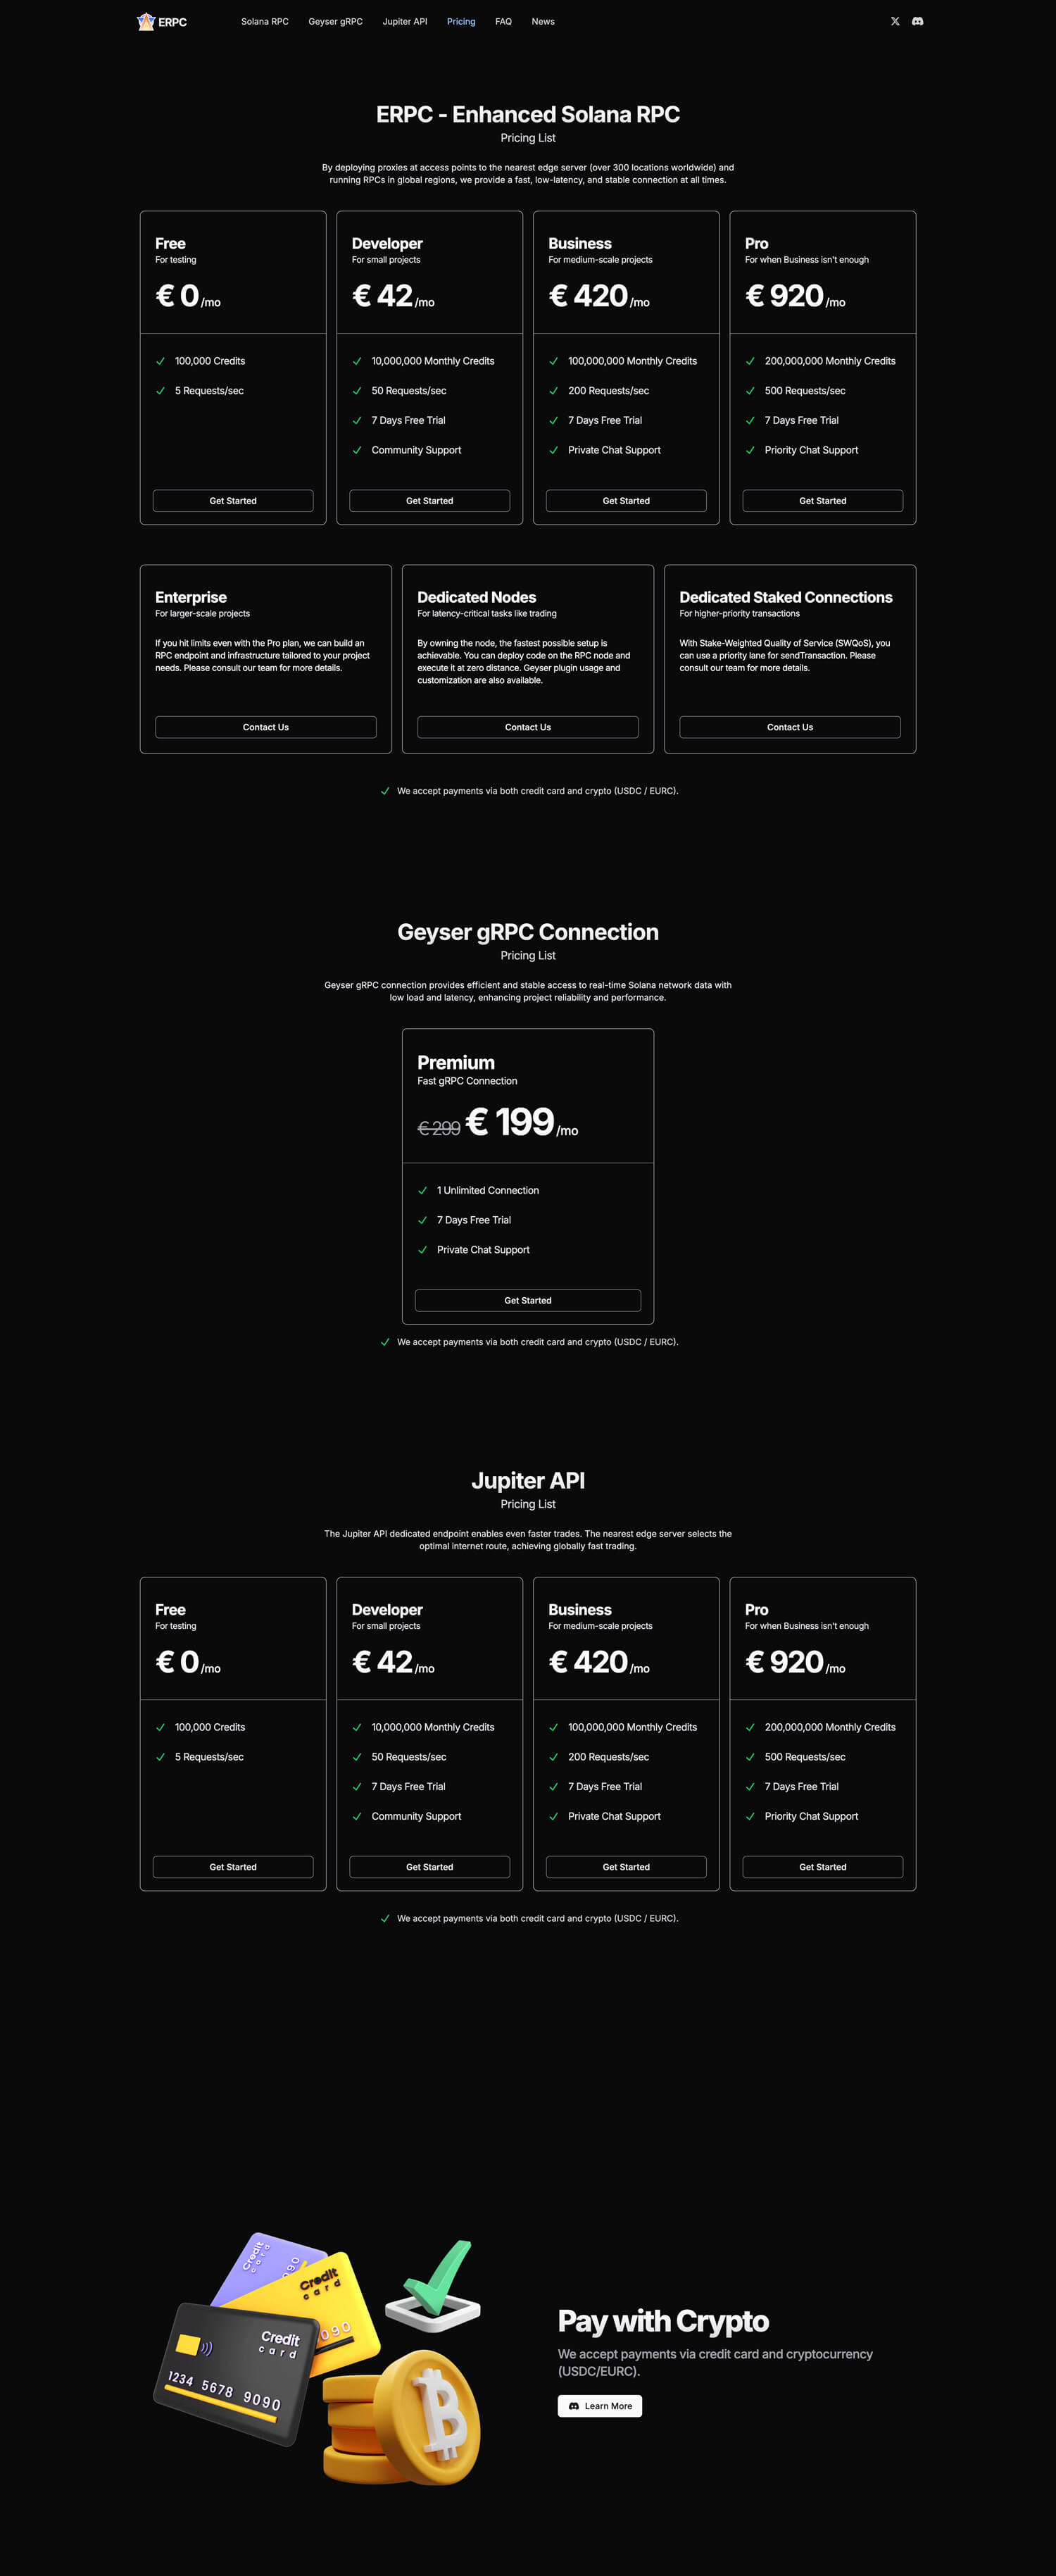 ERPC
Solana RPC
Geyser gRPC
Jupiter API
Pricing
FAQ
News
ERPC - Enhanced Solana RPC
Pricing List
By deploying proxies at access points to the nearest edge server (over 300 locations worldwide) and
running RPCs in global regions, we provide a fast, low-latency, and stable connection at all times.
Free
For testing
€ 0 /mo
100,000 Credits
5 Requests/sec
Get Started
Developer
For small projects
€ 42 /mo
10,000,000 Monthly Credits
50 Requests/sec
7 Days Free Trial
Community Support
Get Started
Business
For medium-scale projects
€ 420 /mo
100,000,000 Monthly Credits
200 Requests/sec
7 Days Free Trial
Private Chat Support
Get Started
Pro
For when Business isn't enough
€ 920 /mo
200,000,000 Monthly Credits
500 Requests/sec
7 Days Free Trial
Priority Chat Support
Get Started
Enterprise
For larger-scale projects
If you hit limits even with the Pro plan, we can build an
RPC endpoint and infrastructure tailored to your project
needs. Please consult our team for more details.
Contact Us
Dedicated Nodes
For latency-critical tasks like trading
By owning the node, the fastest possible setup is
achievable. You can deploy code on the RPC node and
execute it at zero distance. Geyser plugin usage and
customization are also available.
Contact Us
Dedicated Staked Connections
For higher-priority transactions
With Stake-Weighted Quality of Service (SWQoS), you
can use a priority lane for sendTransaction. Please
consult our team for more details.
Contact Us
We accept payments via both credit card and crypto (USDC / EURC).
Geyser gRPC Connection
Pricing List
Geyser gRPC connection provides efficient and stable access to real-time Solana network data with
low load and latency, enhancing project reliability and performance.
Premium
Fast gRPC Connection
€ 299 € 199 /mo
1 Unlimited Connection
7 Days Free Trial
Private Chat Support
Get Started
We accept payments via both credit card and crypto (USDC / EURC).
Jupiter API
Pricing List
The Jupiter API dedicated endpoint enables even faster trades. The nearest edge server selects the
optimal internet route, achieving globally fast trading.
Free
For testing
€ 0 /mo
100,000 Credits
5 Requests/sec
Get Started
Developer
For small projects
€ 42 /mo
10,000,000 Monthly Credits
50 Requests/sec
7 Days Free Trial
Community Support
Get Started
Business
For medium-scale projects
€ 420 /mo
100,000,000 Monthly Credits
200 Requests/sec
7 Days Free Trial
Private Chat Support
Get Started
Pro
For when Business isn't enough
€ 920 /mo
200,000,000 Monthly Credits
500 Requests/sec
7 Days Free Trial
Priority Chat Support
Get Started
We accept payments via both credit card and crypto (USDC / EURC).
Credit
card
090
Credit
card
090
Credit
card
1234 5678 9090
Pay with Crypto
We accept payments via credit card and cryptocurrency
(USDC/EURC).
Learn More